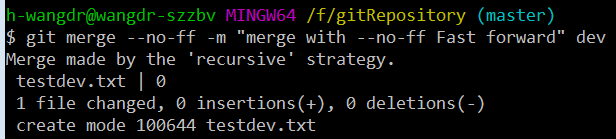 h-wangdr@wangdr-szzbv MINGW64 /f/gitRepository (master)
$ git merge --no-ff -m "merge with --no-ff Fast forward" dev
Merge made by the 'recursive' strategy.
 testdev.txt | 0
 1 file changed, 0 insertions(+), 0 deletions(-)
 create mode 100644 testdev.txt